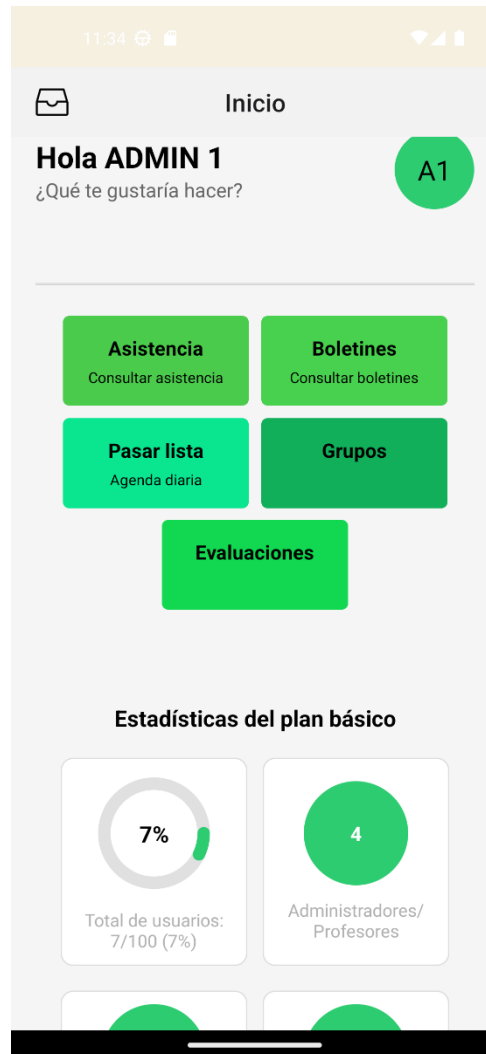 11:34
Inicio
Hola ADMIN 1
¿Qué te gustaría hacer?
A1
Asistencia
Consultar asistencia
Boletines
Consultar boletines
Pasar lista
Agenda diaria
Grupos
Evaluaciones
Estadísticas del plan básico
7%
Total de usuarios:
7/100 (7%)
4
Administradores/
Profesores